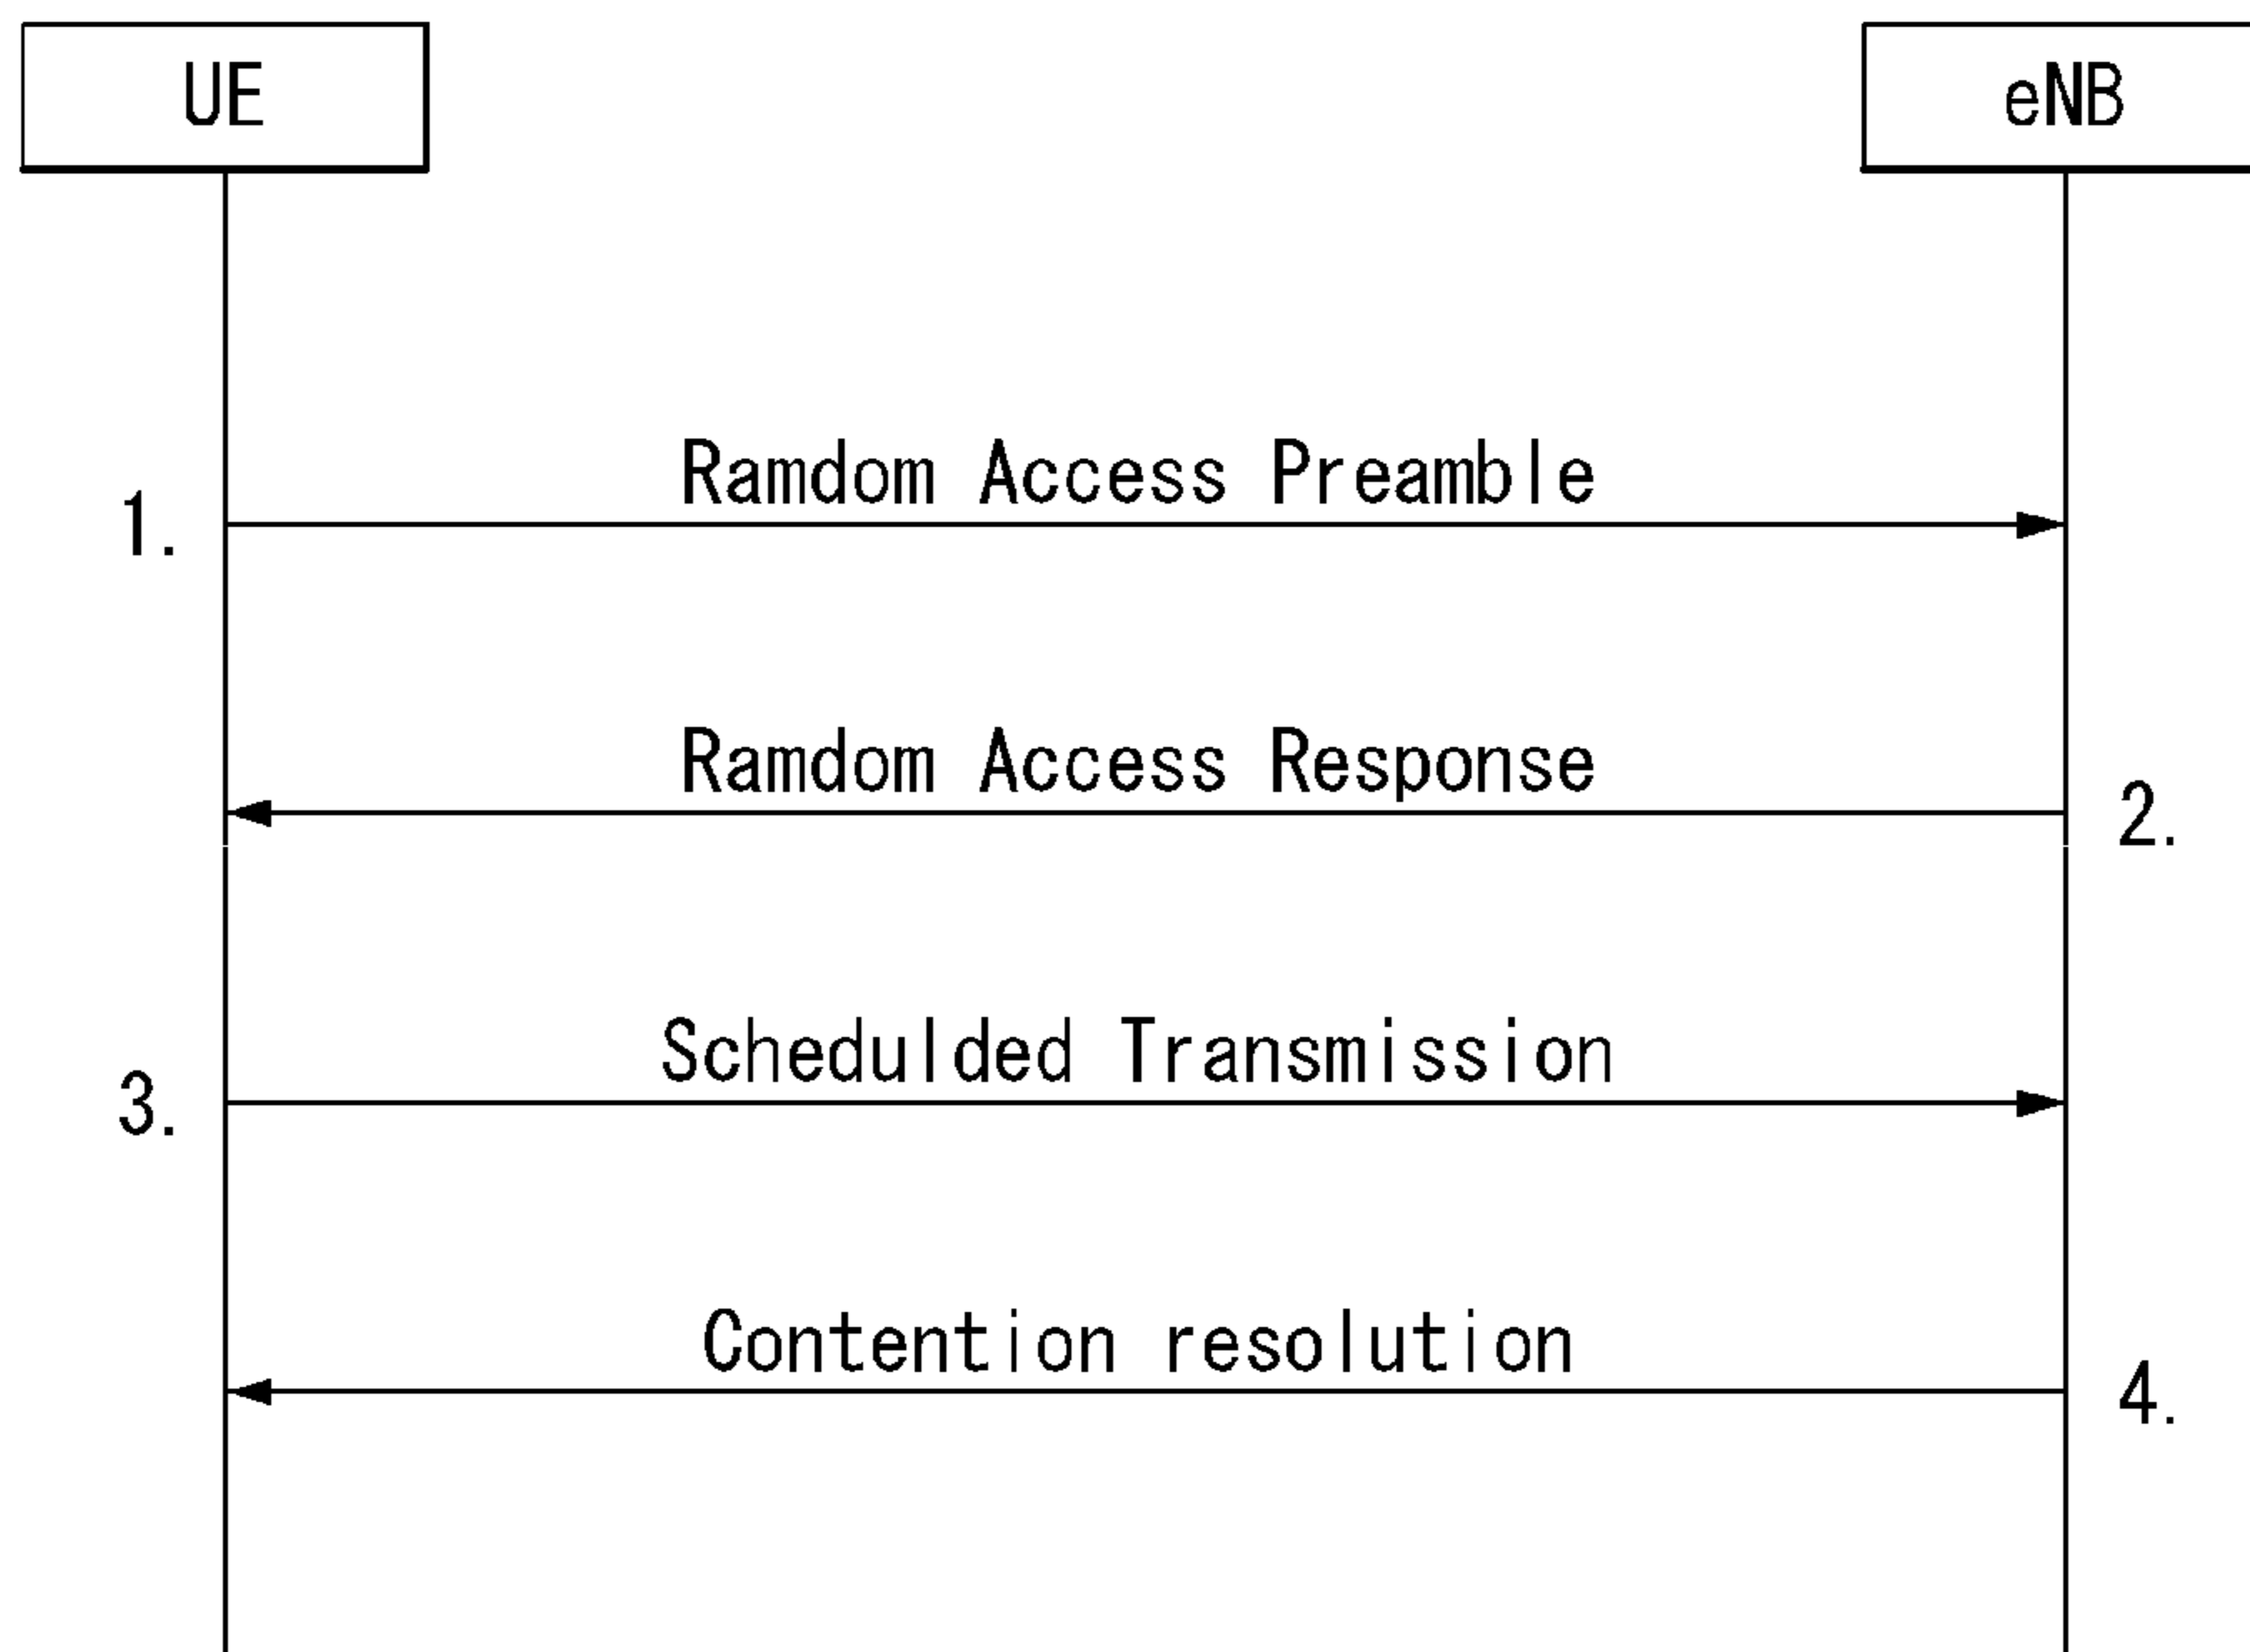 UE
eNB
Ramdom Access Preamble
1.
Ramdom Access Response
2.
Schedulded Transmission
3.
Contention resolution
4.